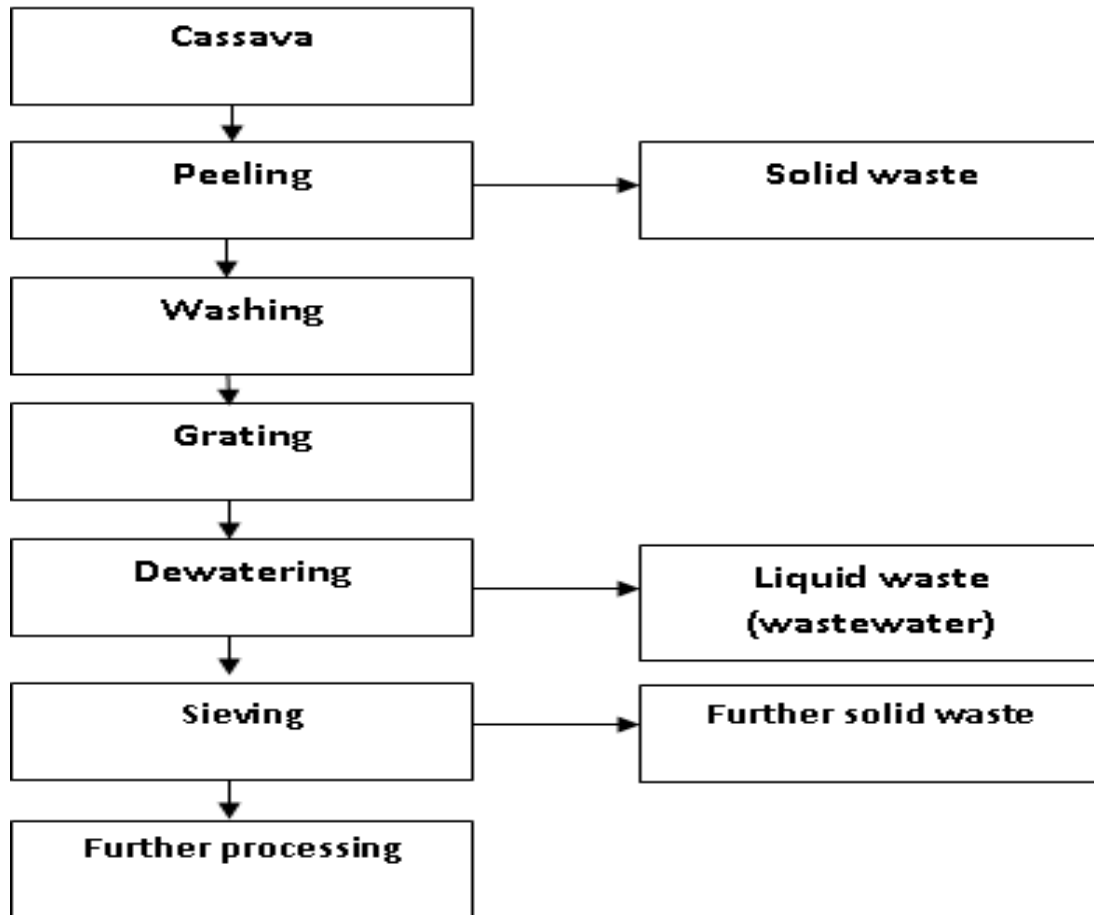 Cassava
Peeling
Solid waste
Washing
Grating
Dewatering
Liquid waste
(wastewater)
Sieving
Further solid waste
Further processing